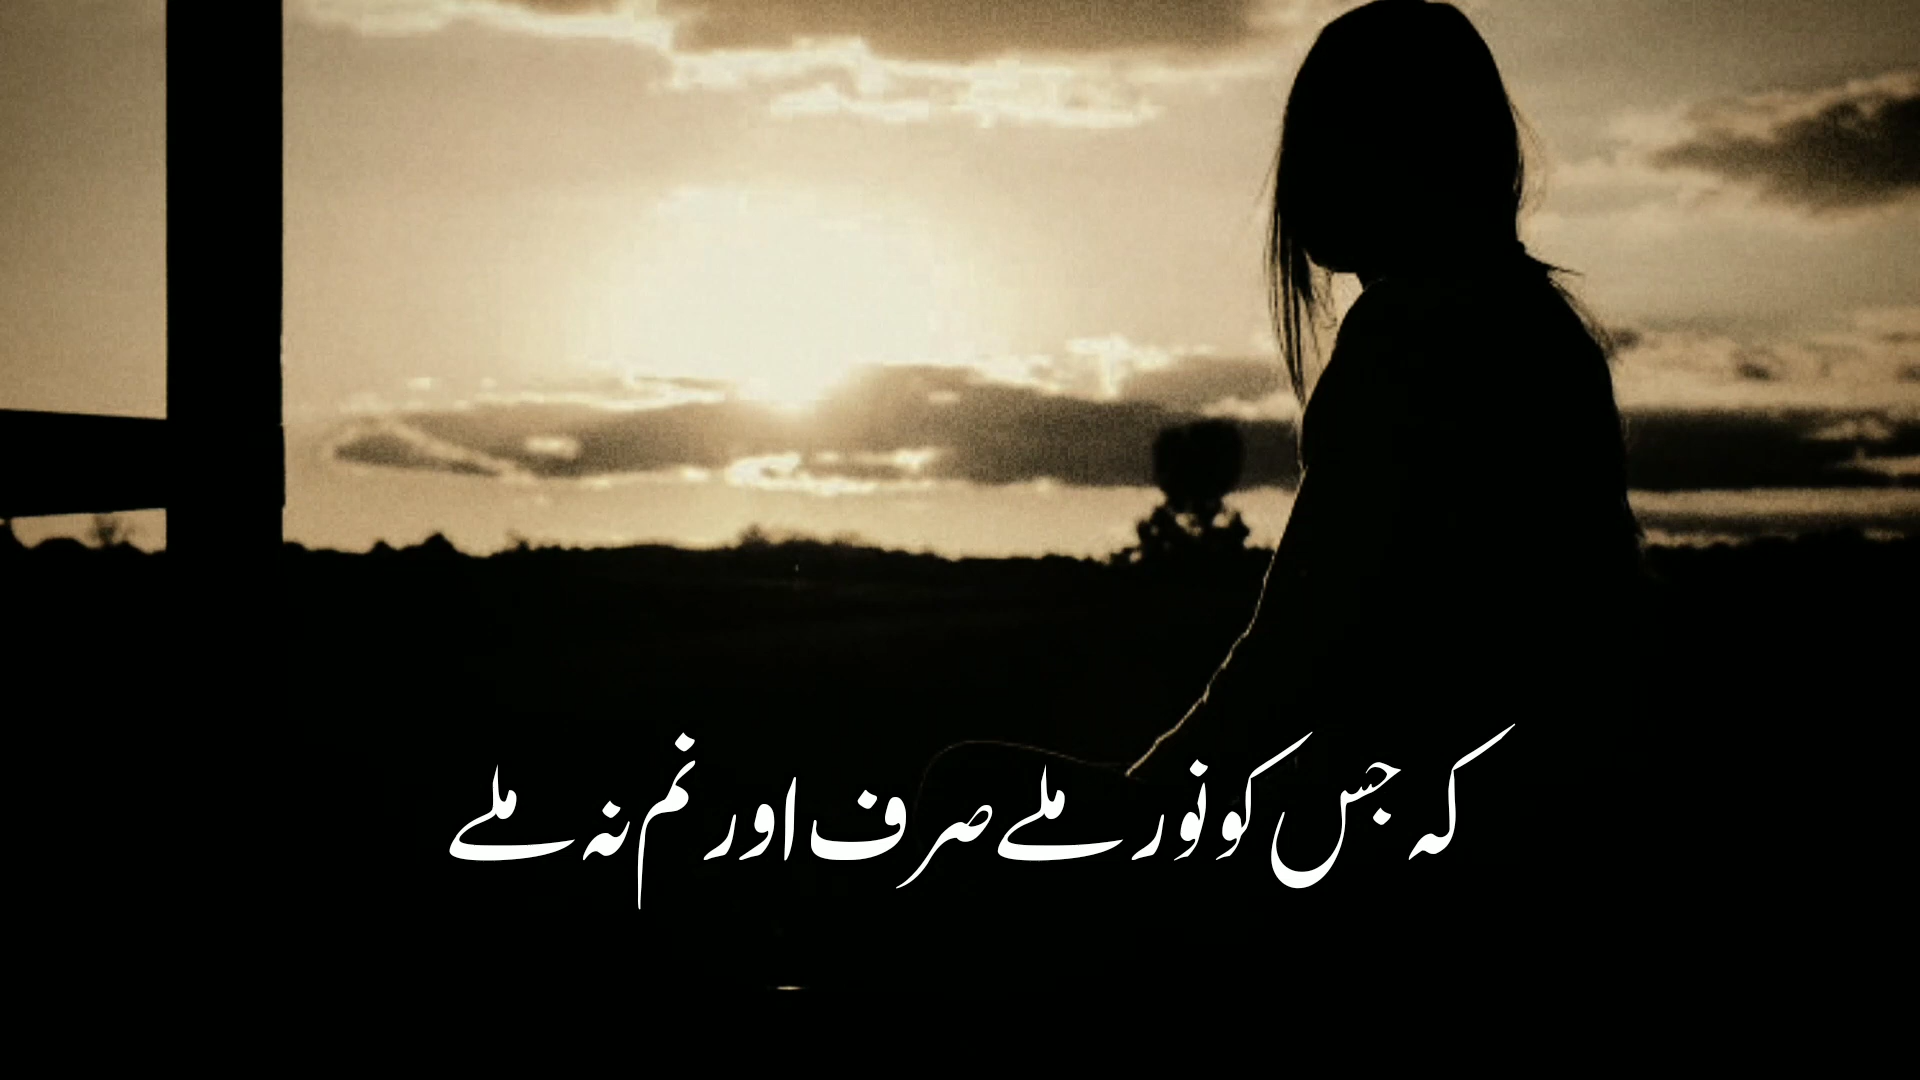 کہ جس کو نور ملے صرف اور نم نہ ملے